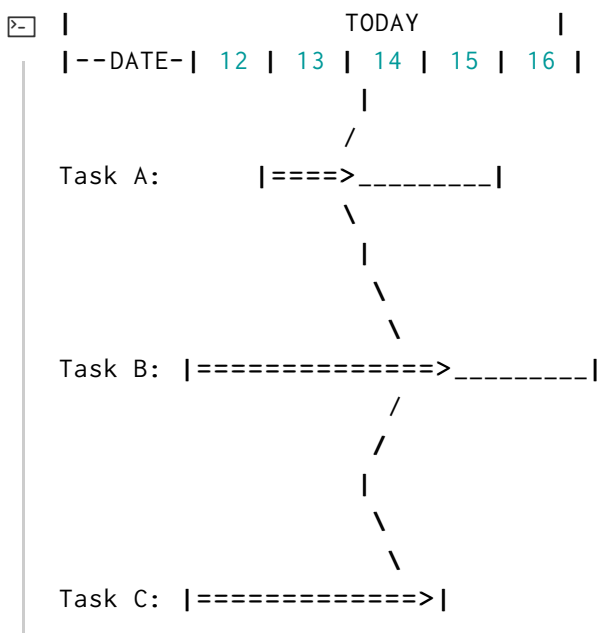 |                  TODAY         |
|--DATE-| 12 | 13 | 14 | 15 | 16 |
                    |
                   /
Task A:      |====>_________|
                   \
                    |
                     \
                      \
Task B: |==============>_________|
                      /
                     /
                    |
                     \
                      \
Task C: |=============>|